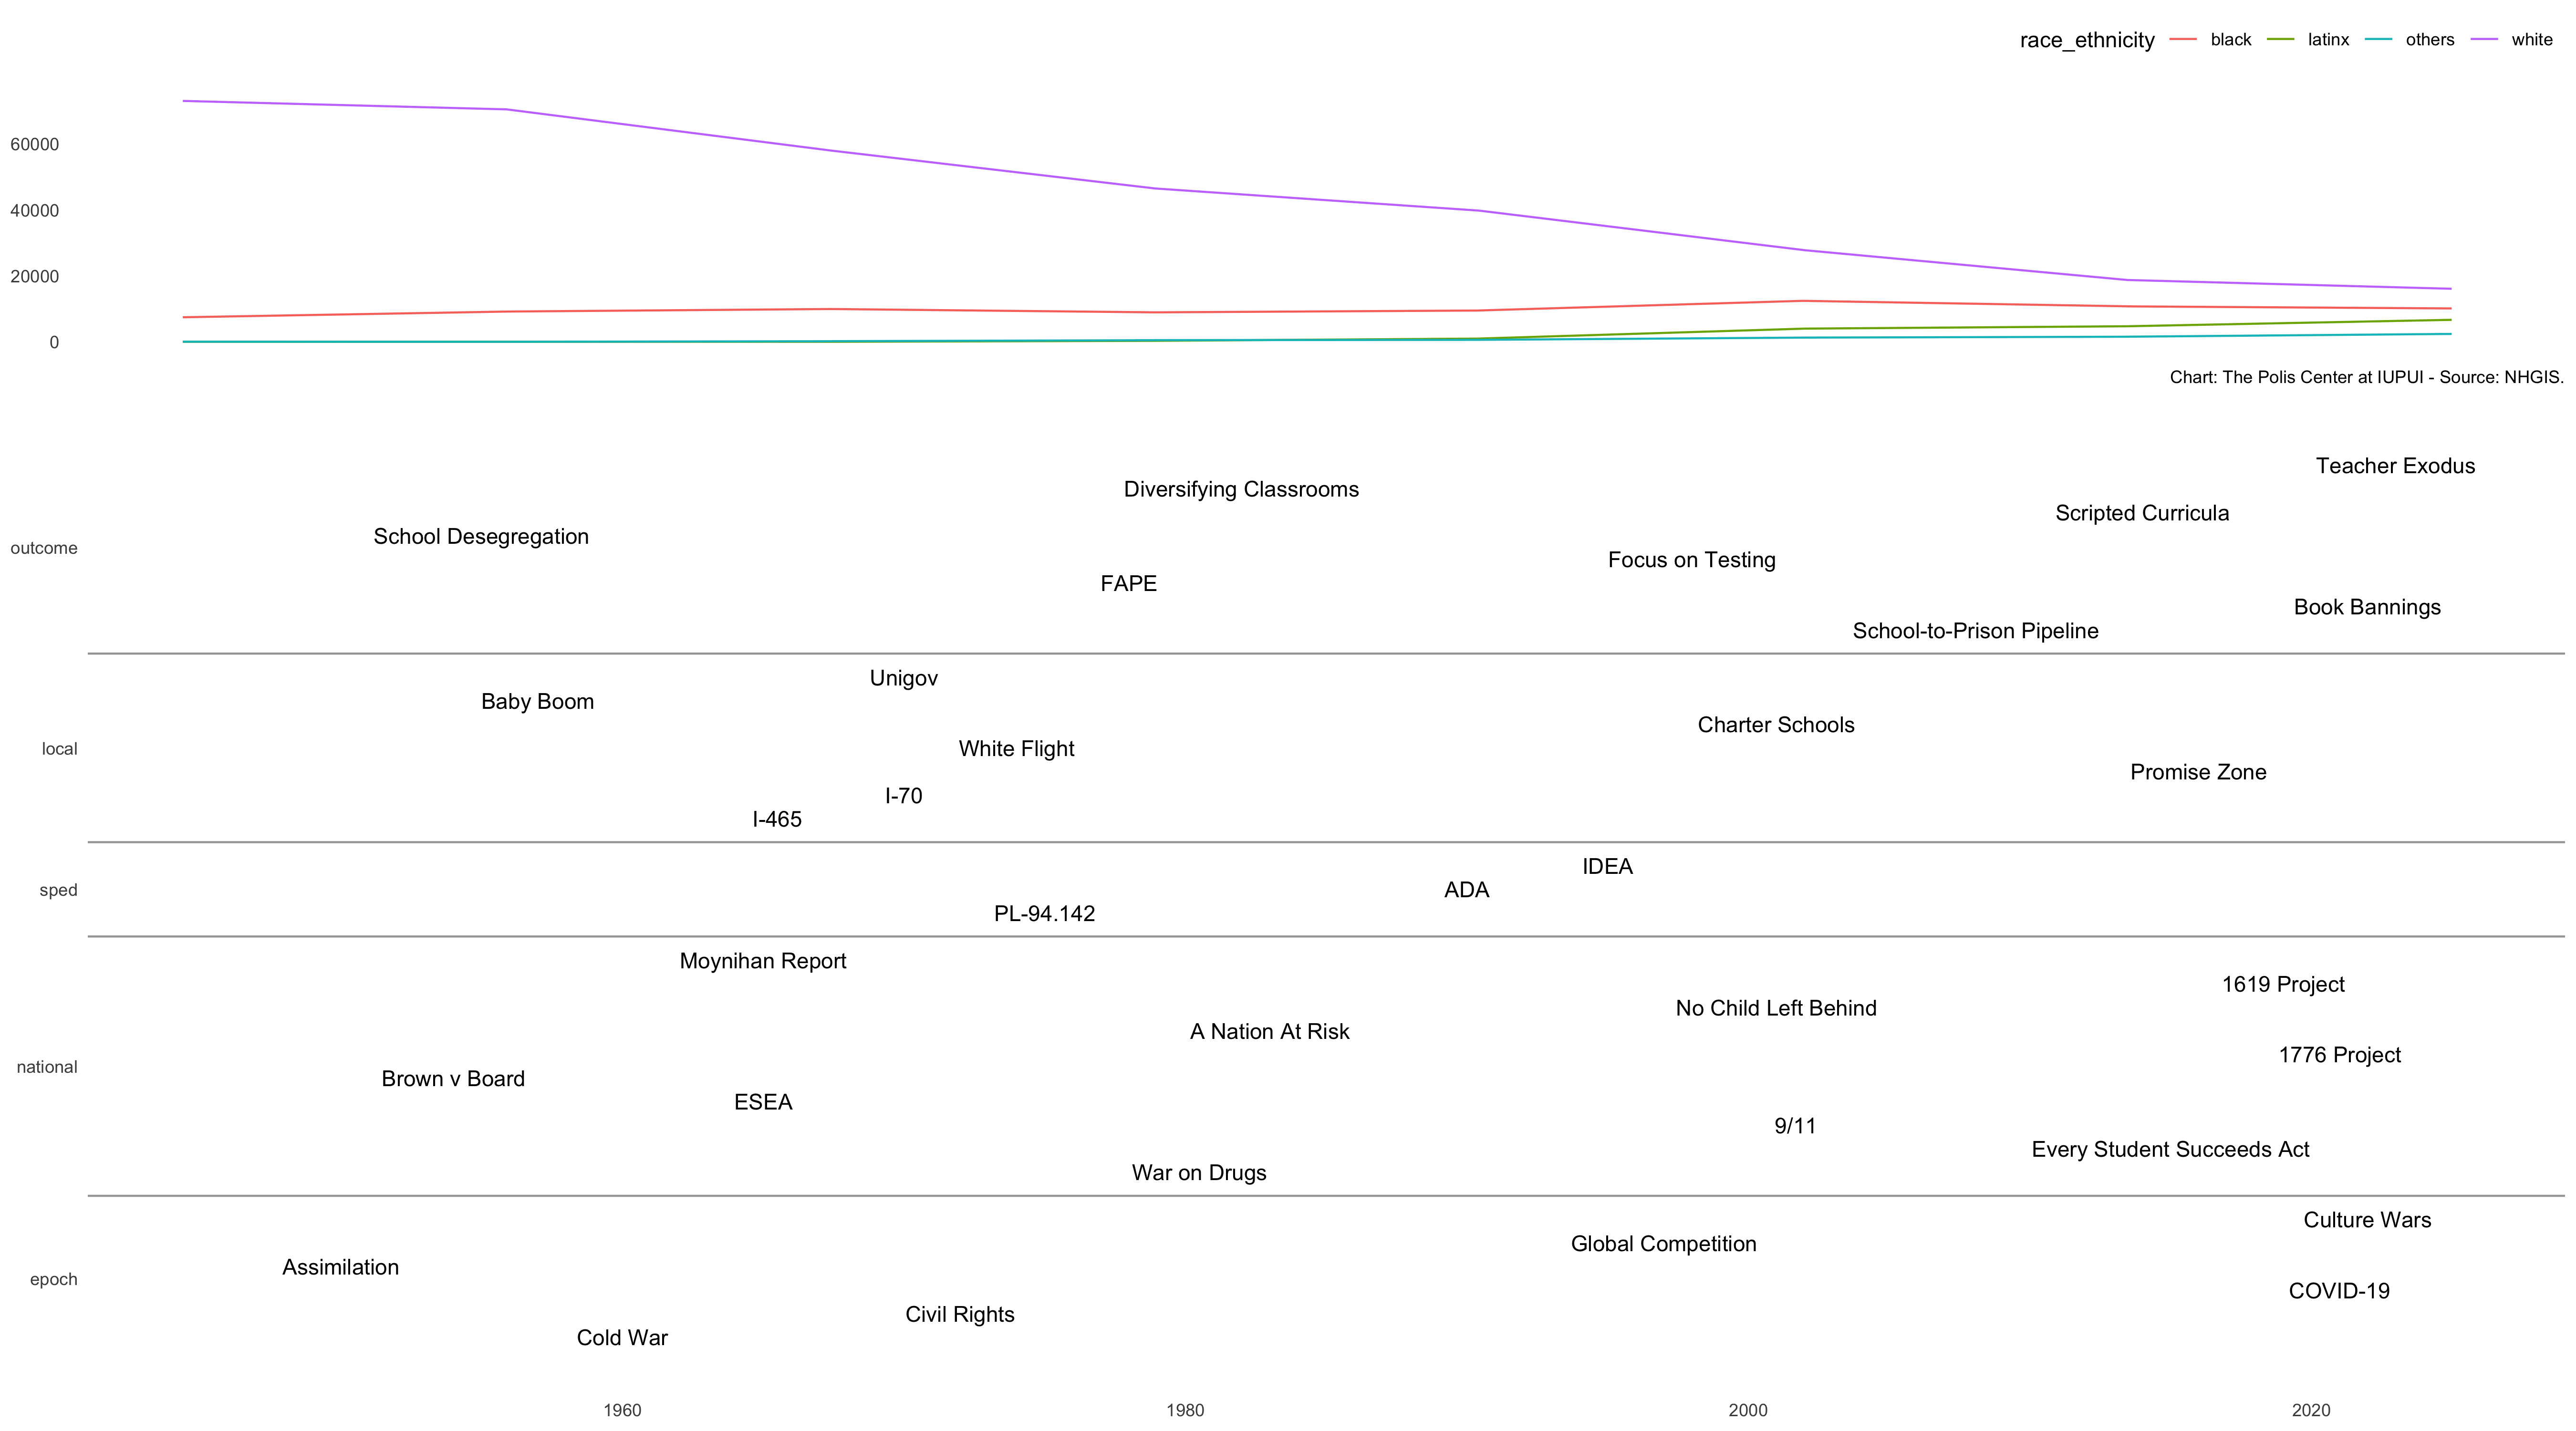 race_ethnicity black latinx others white
60000
40000
20000
0
Chart: The Polis Center at IUPUI - Source: NHGIS.
Teacher Exodus
Diversifying Classrooms
Scripted Curricula
School Desegregation
outcome
Focus on Testing
FAPE
Book Bannings
School-to-Prison Pipeline
Unigov
Baby Boom
Charter Schools
local
White Flight
Promise Zone
I-70
I-465
IDEA
sped
ADA
PL-94.142
Moynihan Report
1619 Project
No Child Left Behind
A Nation At Risk
1776 Project
national
Brown v Board
ESEA
9/11
Every Student Succeeds Act
War on Drugs
Culture Wars
Global Competition
Assimilation
epoch
COVID-19
Civil Rights
Cold War
1960 1980 2000 2020